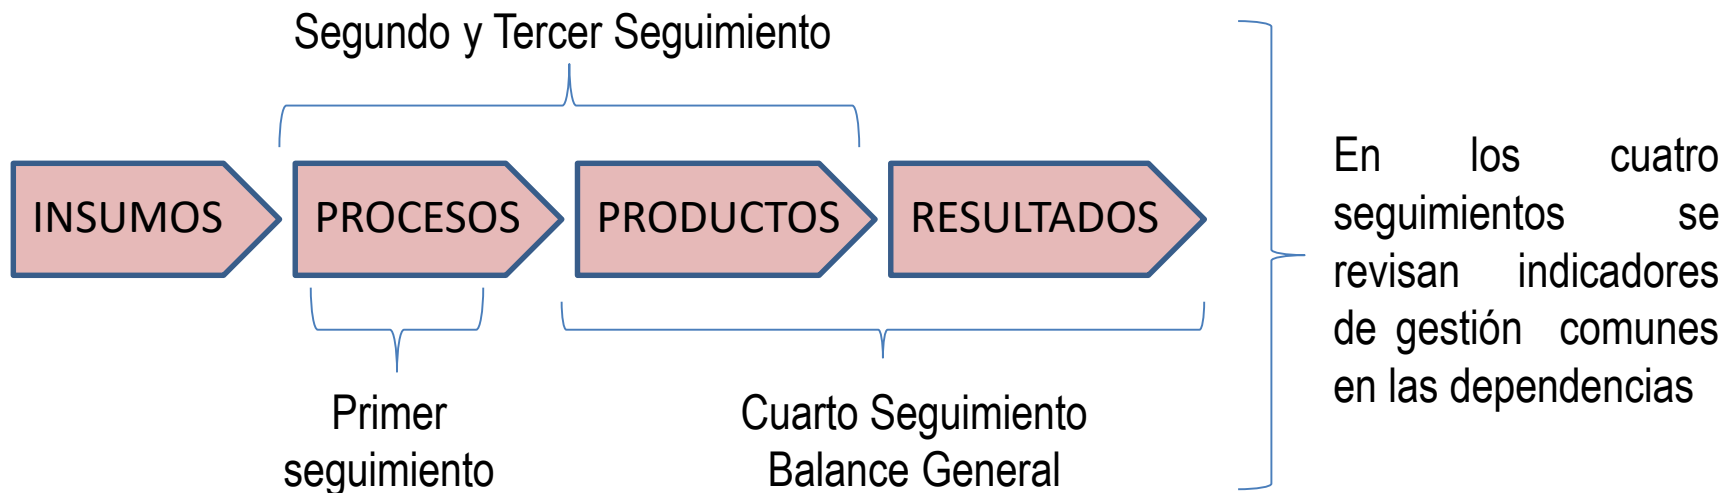 Segundo y Tercer Seguimiento
INSUMOS
PROCESOS
PRODUCTOS
RESULTADOS
Primer
seguimiento
Cuarto Seguimiento
Balance General
En los cuatro
seguimientos se
revisan indicadores
de gestión comunes
en las dependencias